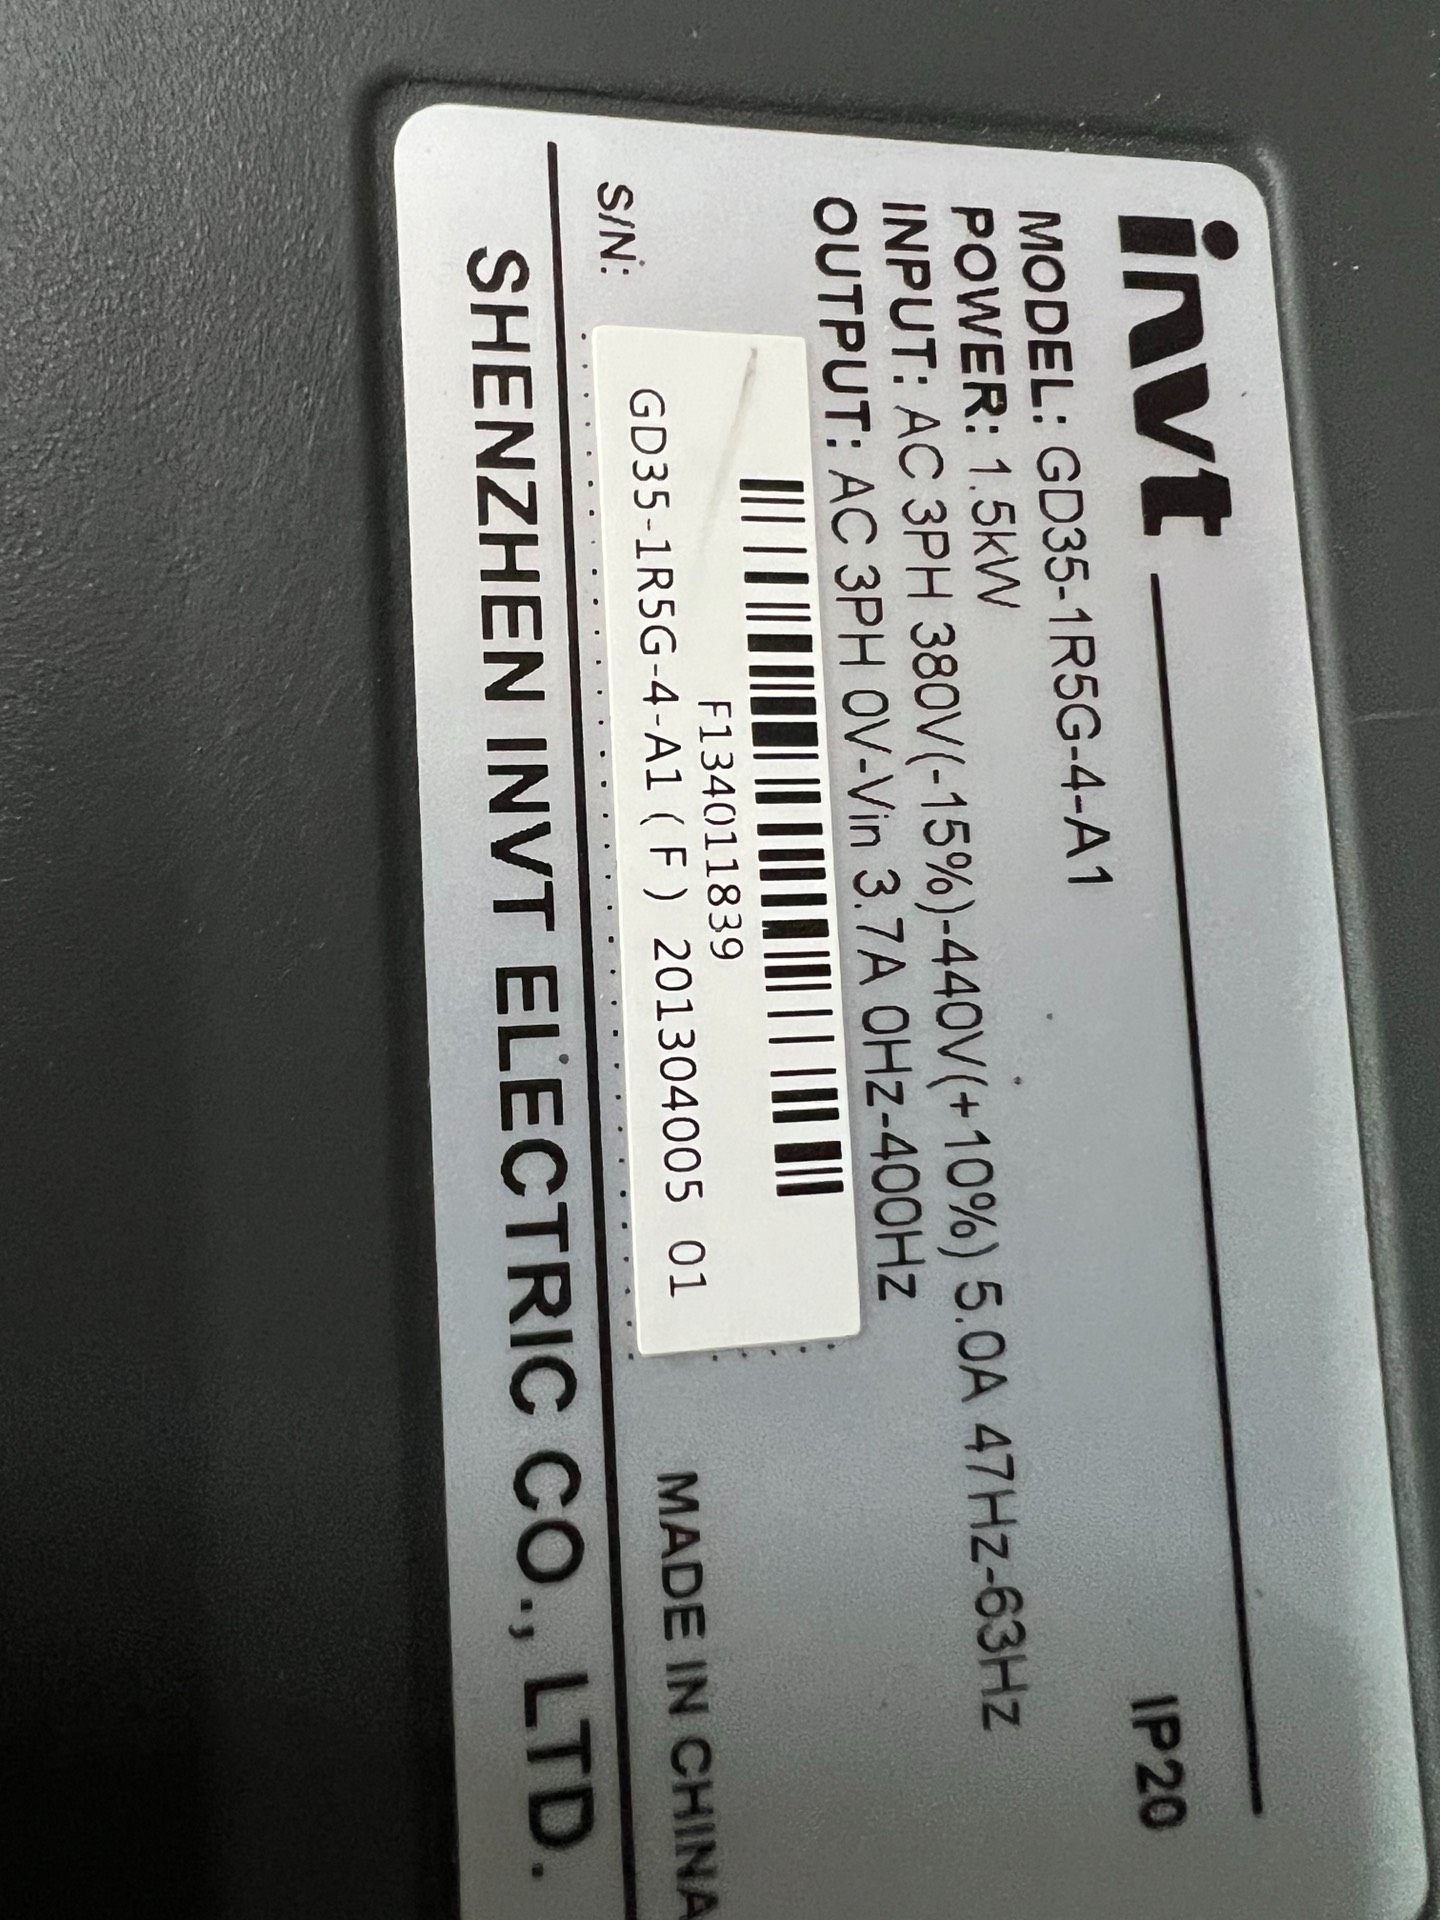 invt
IP20
MODEL: GD35-1R5G-4-A1
POWER: 1.5kW
INPUT: AC 3PH 380V(-15%)-440V(+10%) 5.0A 47Hz-63Hz
OUTPUT: AC 3PH 0V-Vin 3.7A 0Hz-400Hz
S/N:
F134011839
GD35-1R5G-4-A1(F) 201304005 01
MADE IN CHINA
SHENZHEN INVT ELECTRIC CO., LTD.